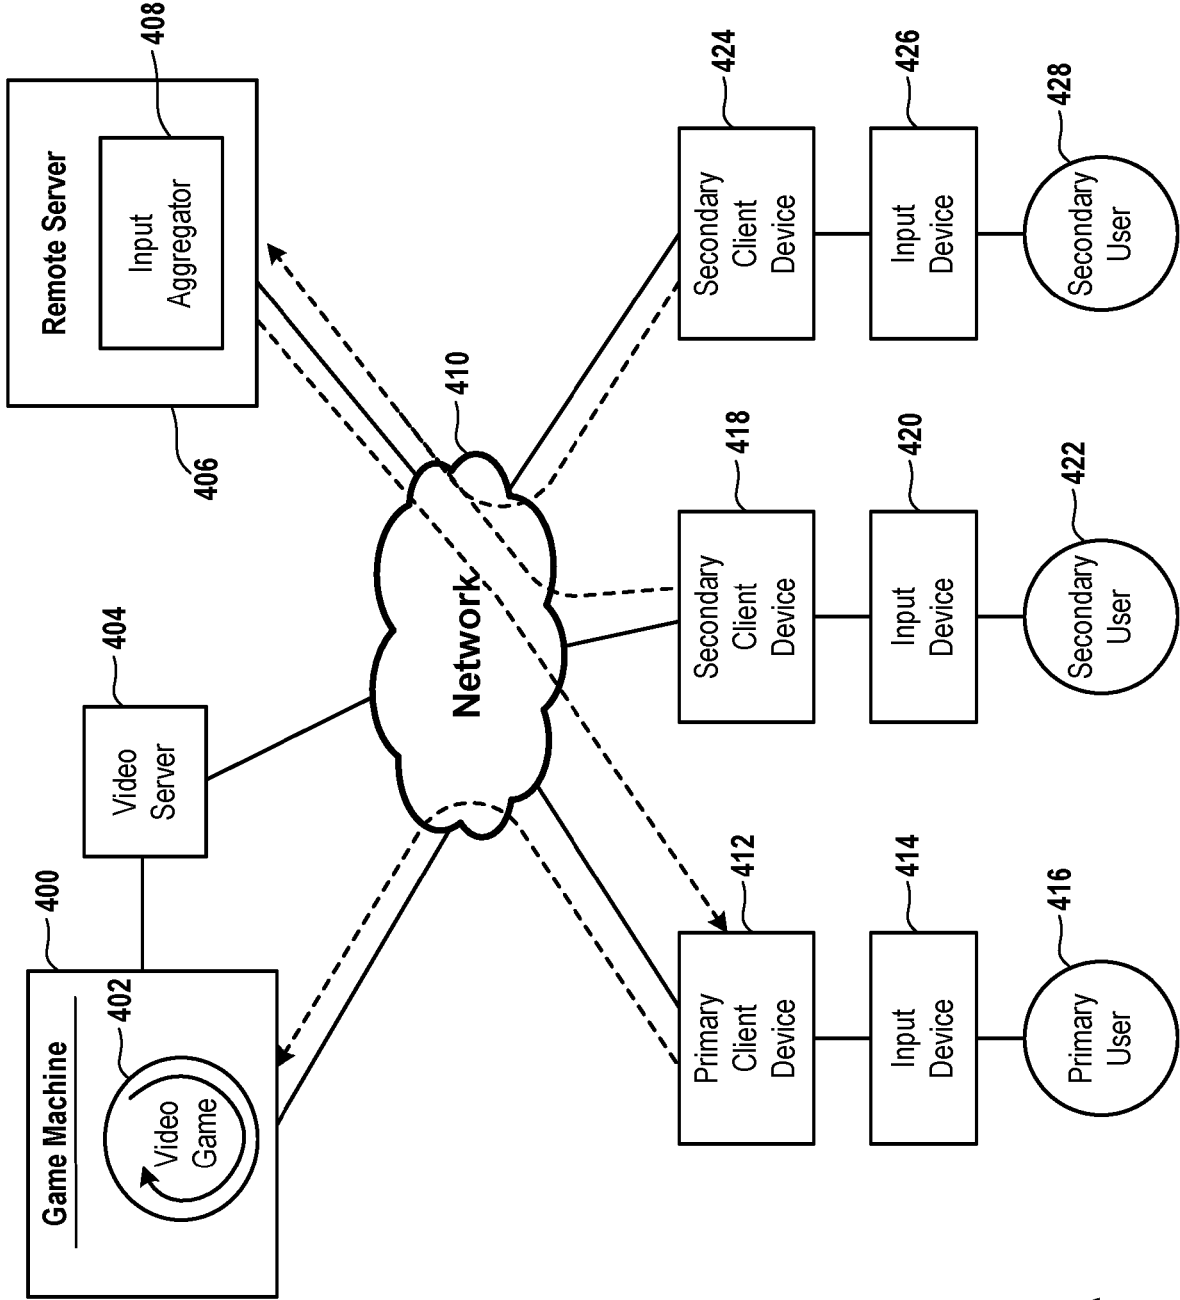 400
Game Machine
402
Video
Game
404
Video
Server
406
Remote Server
408
Input
Aggregator
410
Network
412
Primary
Client
Device
418
Secondary
Client
Device
424
Secondary
Client
Device
414
Input
Device
420
Input
Device
426
Input
Device
416
Primary
User
422
Secondary
User
428
Secondary
User